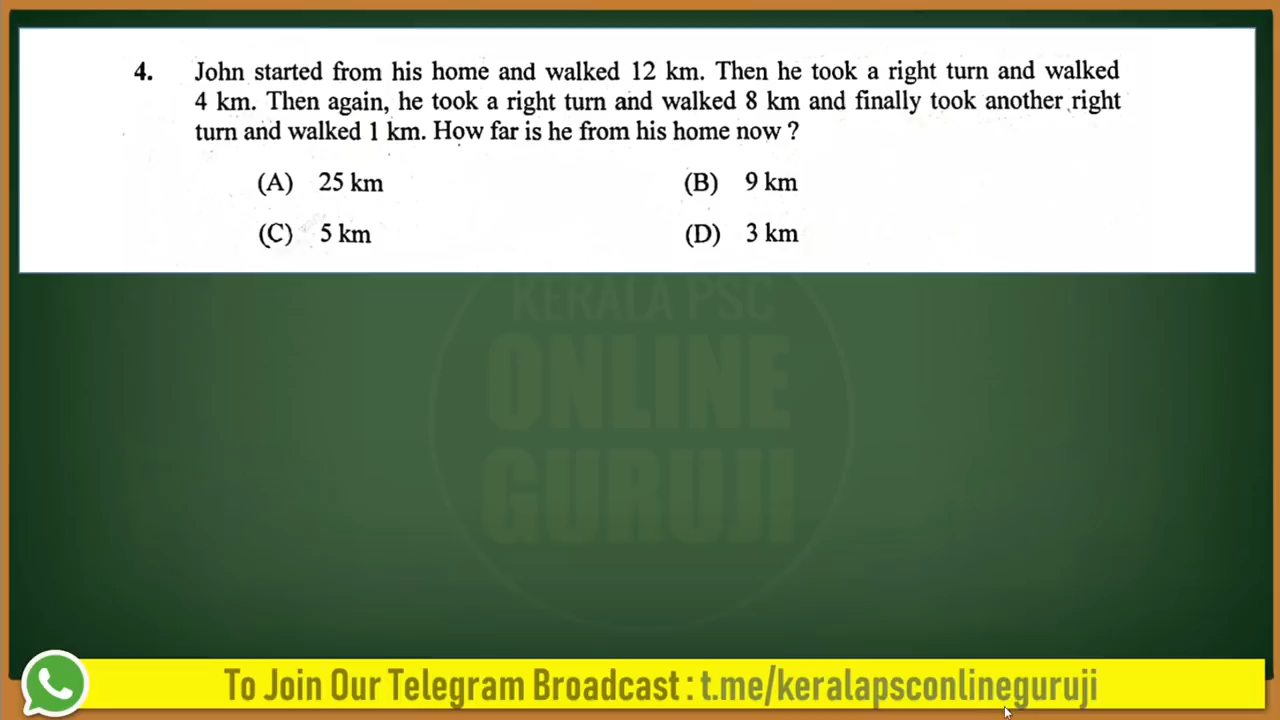 4. John started from his home and walked 12 km. Then he took a right turn and walked
4 km. Then again, he took a right turn and walked 8 km and finally took another right
turn and walked 1 km. How far is he from his home now ?
(A) 25 km (B) 9 km
(C) 5 km (D) 3 km
KERALA PSC
ONLINE
GURUJI
To Join Our Telegram Broadcast : t.me/keralapsconlineguruji